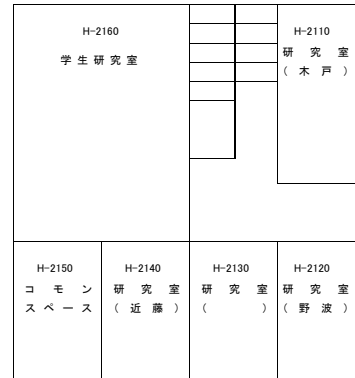 H-2160
学生研究室
H-2110
研究室
(木戸)
H-2150
コモン
スペース
H-2140
研究室
(近藤)
H-2130
研究室
(　　)
H-2120
研究室
(野波)